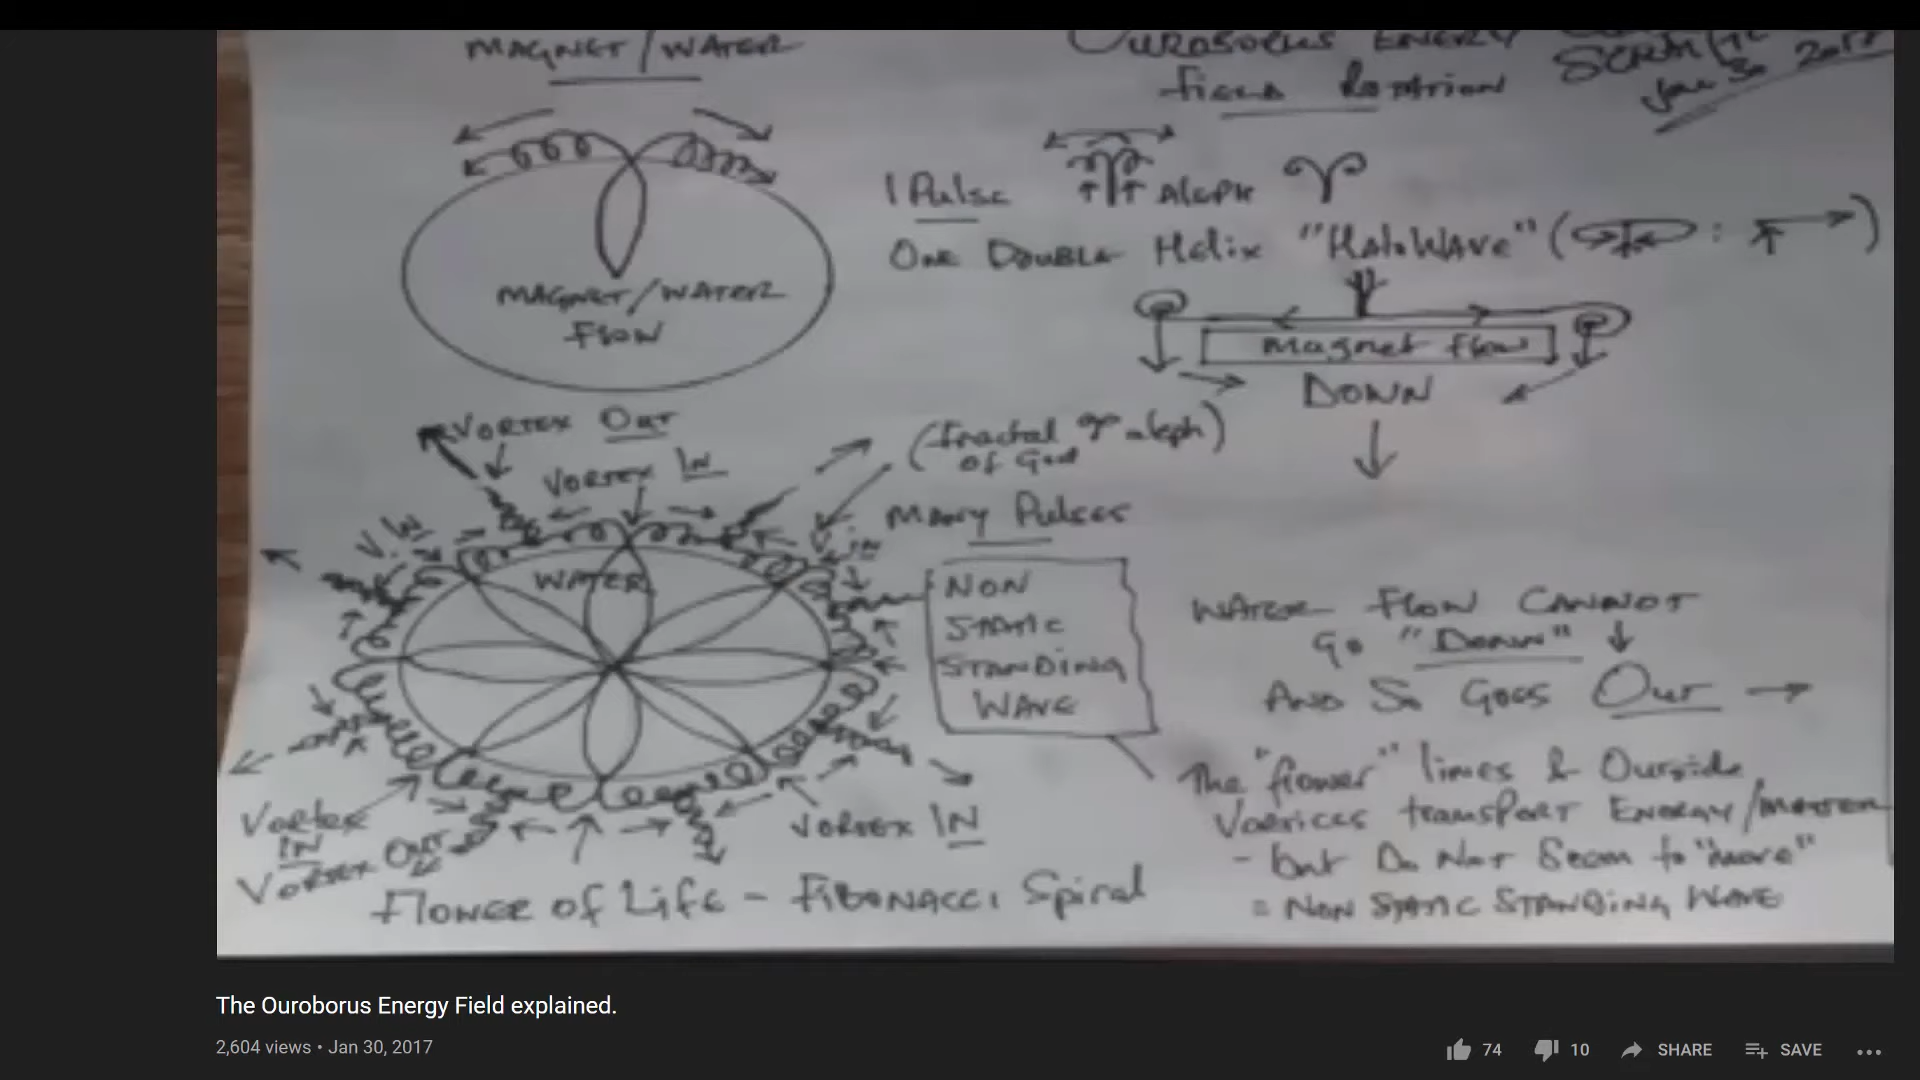 MAGNET/WATER
OUROBORUS ENERGY
FIELD ROTATION
Jan 30 2017
1 Pulse
ALEPH
ONE DOUBLE HELIX "HALOWAVE"
MAGNET/WATER
FLOW
Magnet flow
DOWN
VORTEX OUT
VORTEX IN
(fractal aleph)
of God
MANY PULSES
V. IN
V. IN
WATER
NON
STATIC
STANDING
WAVE
WATER FLOW CANNOT
GO "DOWN"
AND SO GOES OUT
The "flower" lines & Outside
Vortices transport ENERGY/MATTER
- but DO NOT Seem to "move"
= NON STATIC STANDING WAVE
Vortex
IN
VORTEX OUT
VORTEX IN
FLOWER OF LIFE - FIBONACCI Spiral
The Ouroborus Energy Field explained.
2,604 views • Jan 30, 2017
74
10
SHARE
SAVE